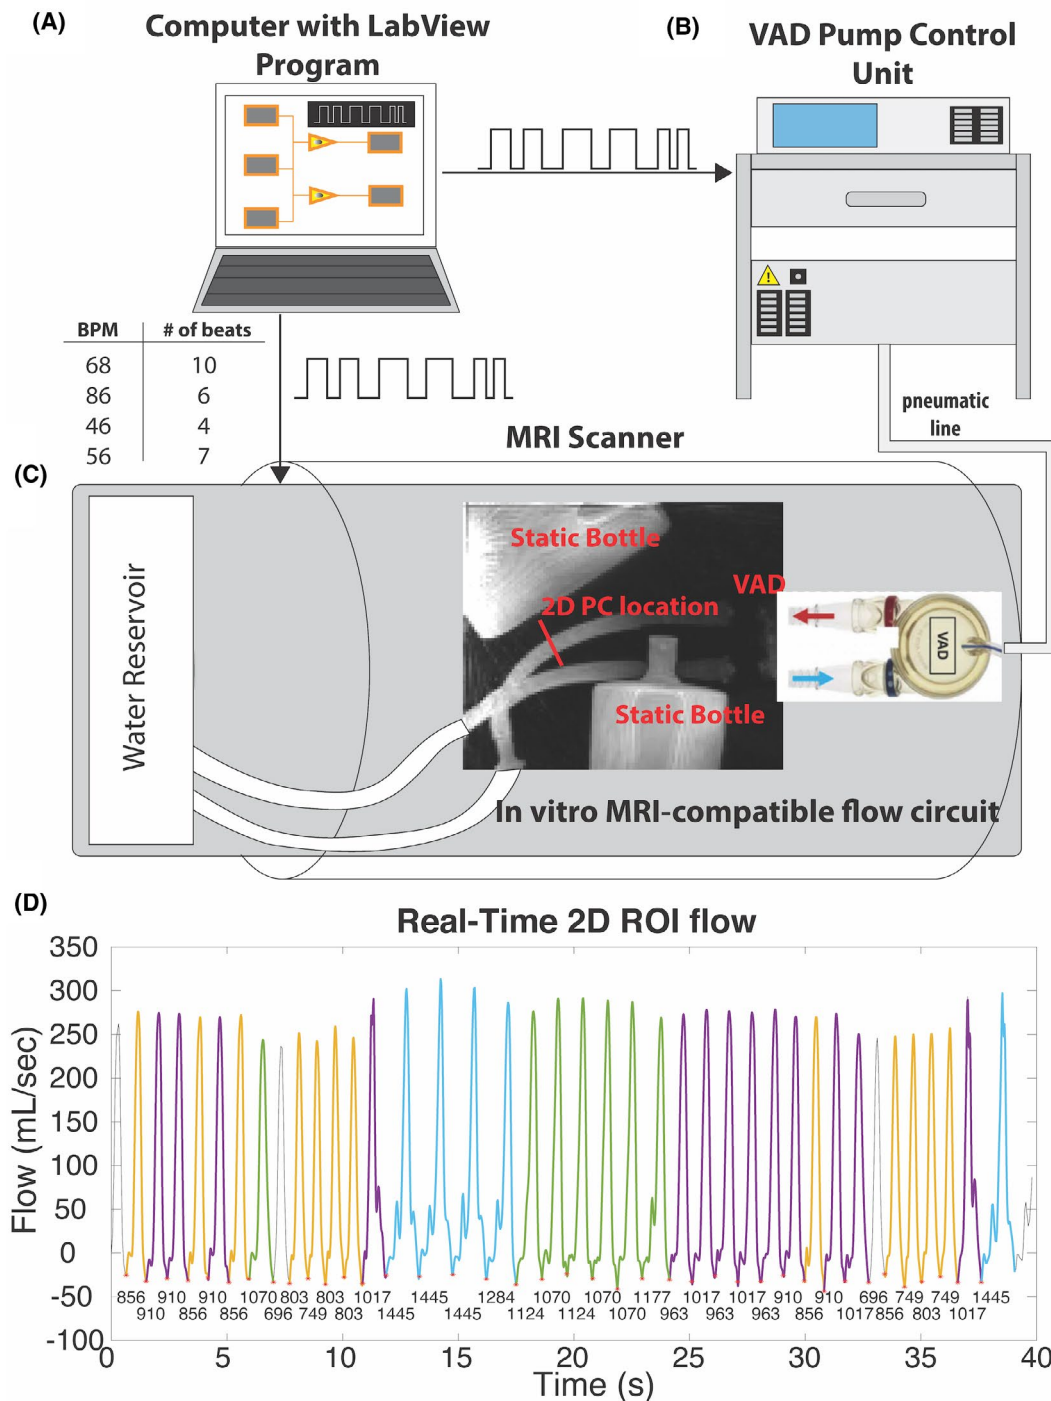 (A)
Computer with LabView
Program
(B)
VAD Pump Control
Unit
BPM # of beats
68 10
86 6
46 4
56 7
pneumatic
line
MRI Scanner
(C)
Water Reservoir
Static Bottle
VAD
2D PC location
VAD
Static Bottle
In vitro MRI-compatible flow circuit
(D)
Real-Time 2D ROI flow
Flow (mL/sec)
350
300
250
200
150
100
50
0
-50
-100
856 910 910 1070 803 803 1017 1445 1284 1070 1070 1177 1017 1017 910 910 696 749 749 1445
910 856 856 696 749 803 1445 1445 1124 1124 1070 963 963 963 856 1017 856 803 1017
0 5 10 15 20 25 30 35 40
Time (s)